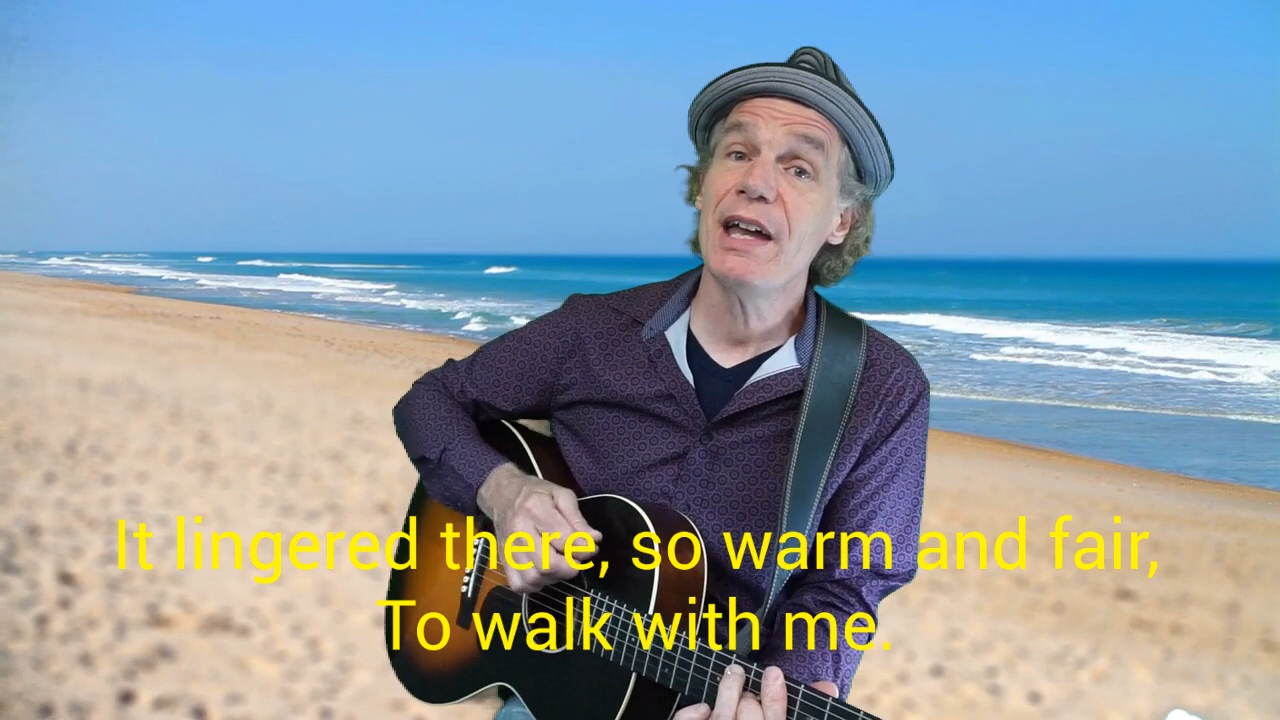 It lingered there, so warm and fair,
To walk with me.